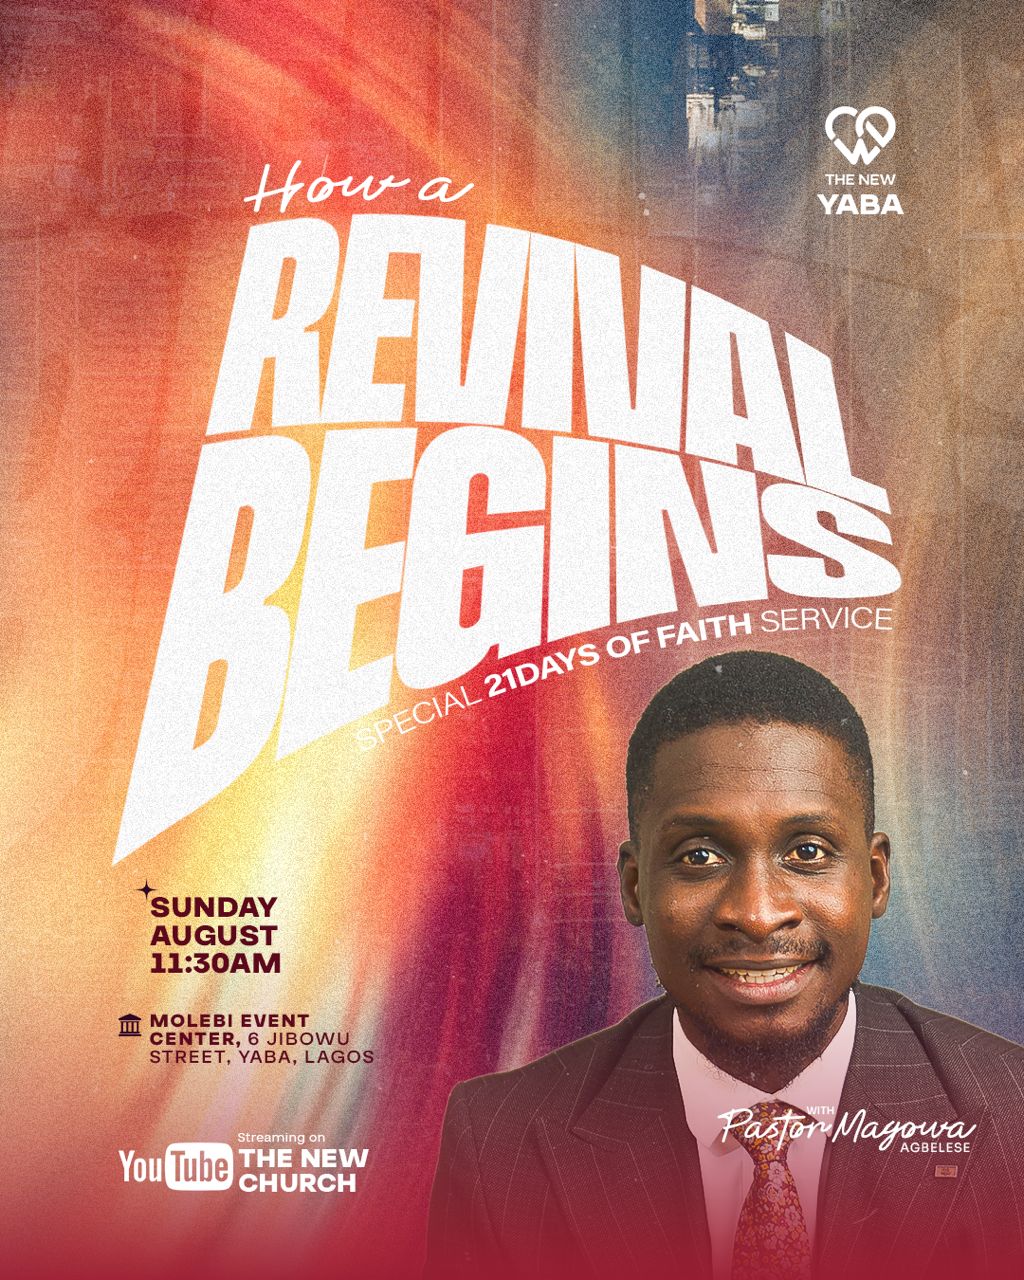 THE NEW
YABA
How a
REVIVAL
BEGINS
SPECIAL 21DAYS OF FAITH SERVICE
SUNDAY
AUGUST
11:30AM
MOLEBI EVENT
CENTER, 6 JIBOWU
STREET, YABA, LAGOS
WITH
Pastor Magowa
AGBELESE
Streaming on
YouTube THE NEW
CHURCH